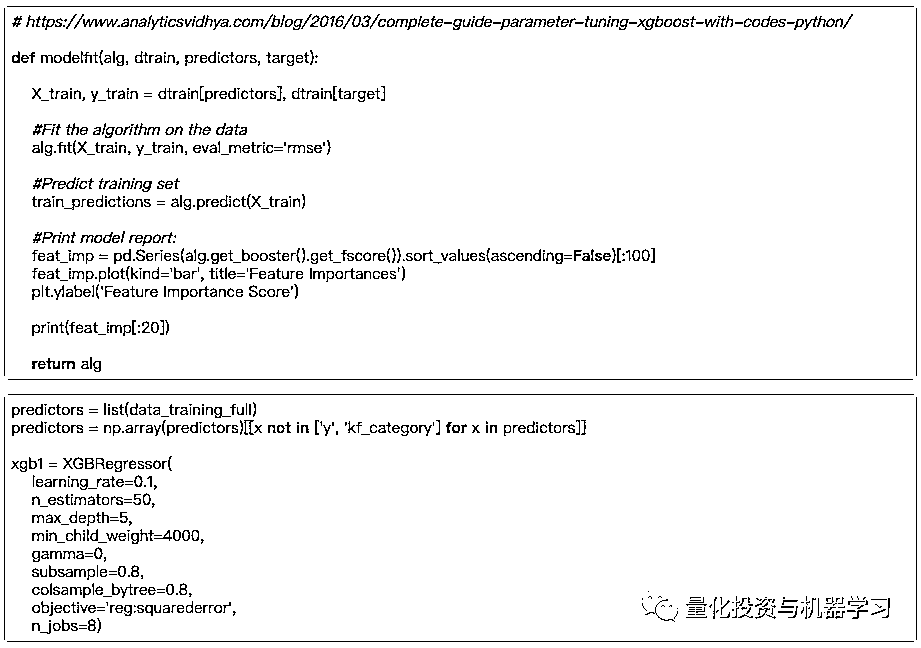 # https://www.analyticsvidhya.com/blog/2016/03/complete-guide-parameter-tuning-xgboost-with-codes-python/
def modelfit(alg, dtrain, predictors, target):
X_train, y_train = dtrain[predictors], dtrain[target]
#Fit the algorithm on the data
alg.fit(X_train, y_train, eval_metric='rmse')
#Predict training set
train_predictions = alg.predict(X_train)
#Print model report:
feat_imp = pd.Series(alg.get_booster().get_fscore()).sort_values(ascending=False)[:100]
feat_imp.plot(kind='bar', title='Feature Importances')
plt.ylabel('Feature Importance Score')
print(feat_imp[:20])
return alg
predictors = list(data_training_full)
predictors = np.array(predictors)[[x not in ['y', 'kf_category'] for x in predictors]]
xgb1 = XGBRegressor(
learning_rate=0.1,
n_estimators=50,
max_depth=5,
min_child_weight=4000,
gamma=0,
subsample=0.8,
colsample_bytree=0.8,
objective='reg:squarederror',
n_jobs=8)
量化投资与机器学习